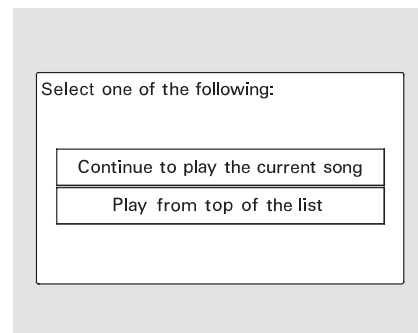 Select one of the following:
Continue to play the current song
Play from top of the list